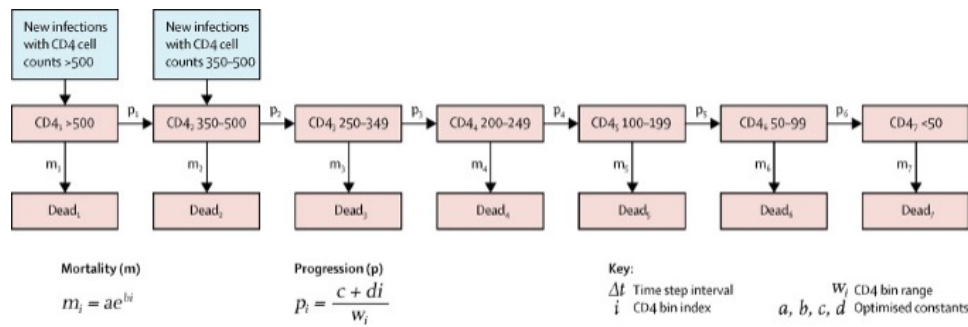 New infections
with CD4 cell
counts >500
New infections
with CD4 cell
counts 350–500
CD4₁ >500
p₁
CD4₂ 350–500
p₂
CD4₃ 250–349
p₃
CD4₄ 200–249
p₄
CD4₅ 100–199
p₅
CD4₆ 50–99
p₆
CD4₇ <50
m₁
m₂
m₃
m₄
m₅
m₆
m₇
Dead₁
Dead₂
Dead₃
Dead₄
Dead₅
Dead₆
Dead₇
Mortality (m)
mᵢ = ae^{bi}
Progression (p)
pᵢ = (c + di) / wᵢ
Key:
Δt Time step interval
i CD4 bin index
wᵢ CD4 bin range
a, b, c, d Optimised constants